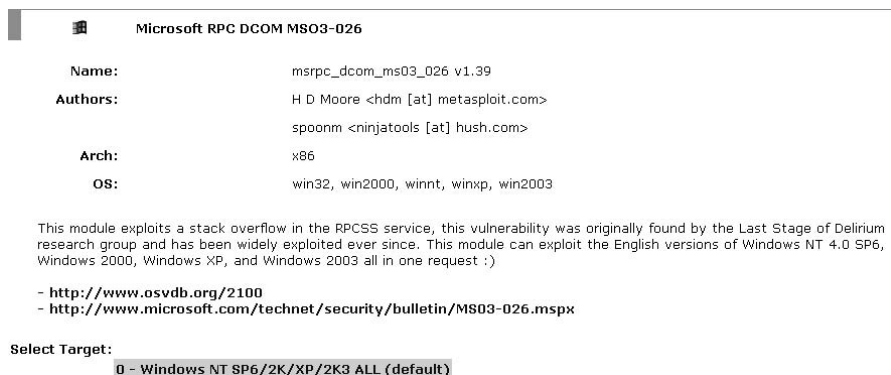 Microsoft RPC DCOM MSO3-026
Name: msrpc_dcom_ms03_026 v1.39
Authors: H D Moore <hdm [at] metasploit.com>
spoonm <ninjatools [at] hush.com>
Arch: x86
OS: win32, win2000, winnt, winxp, win2003
This module exploits a stack overflow in the RPCSS service, this vulnerability was originally found by the Last Stage of Delirium
research group and has been widely exploited ever since. This module can exploit the English versions of Windows NT 4.0 SP6,
Windows 2000, Windows XP, and Windows 2003 all in one request :)
- http://www.osvdb.org/2100
- http://www.microsoft.com/technet/security/bulletin/MS03-026.mspx
Select Target:
0 - Windows NT SP6/2K/XP/2K3 ALL (default)